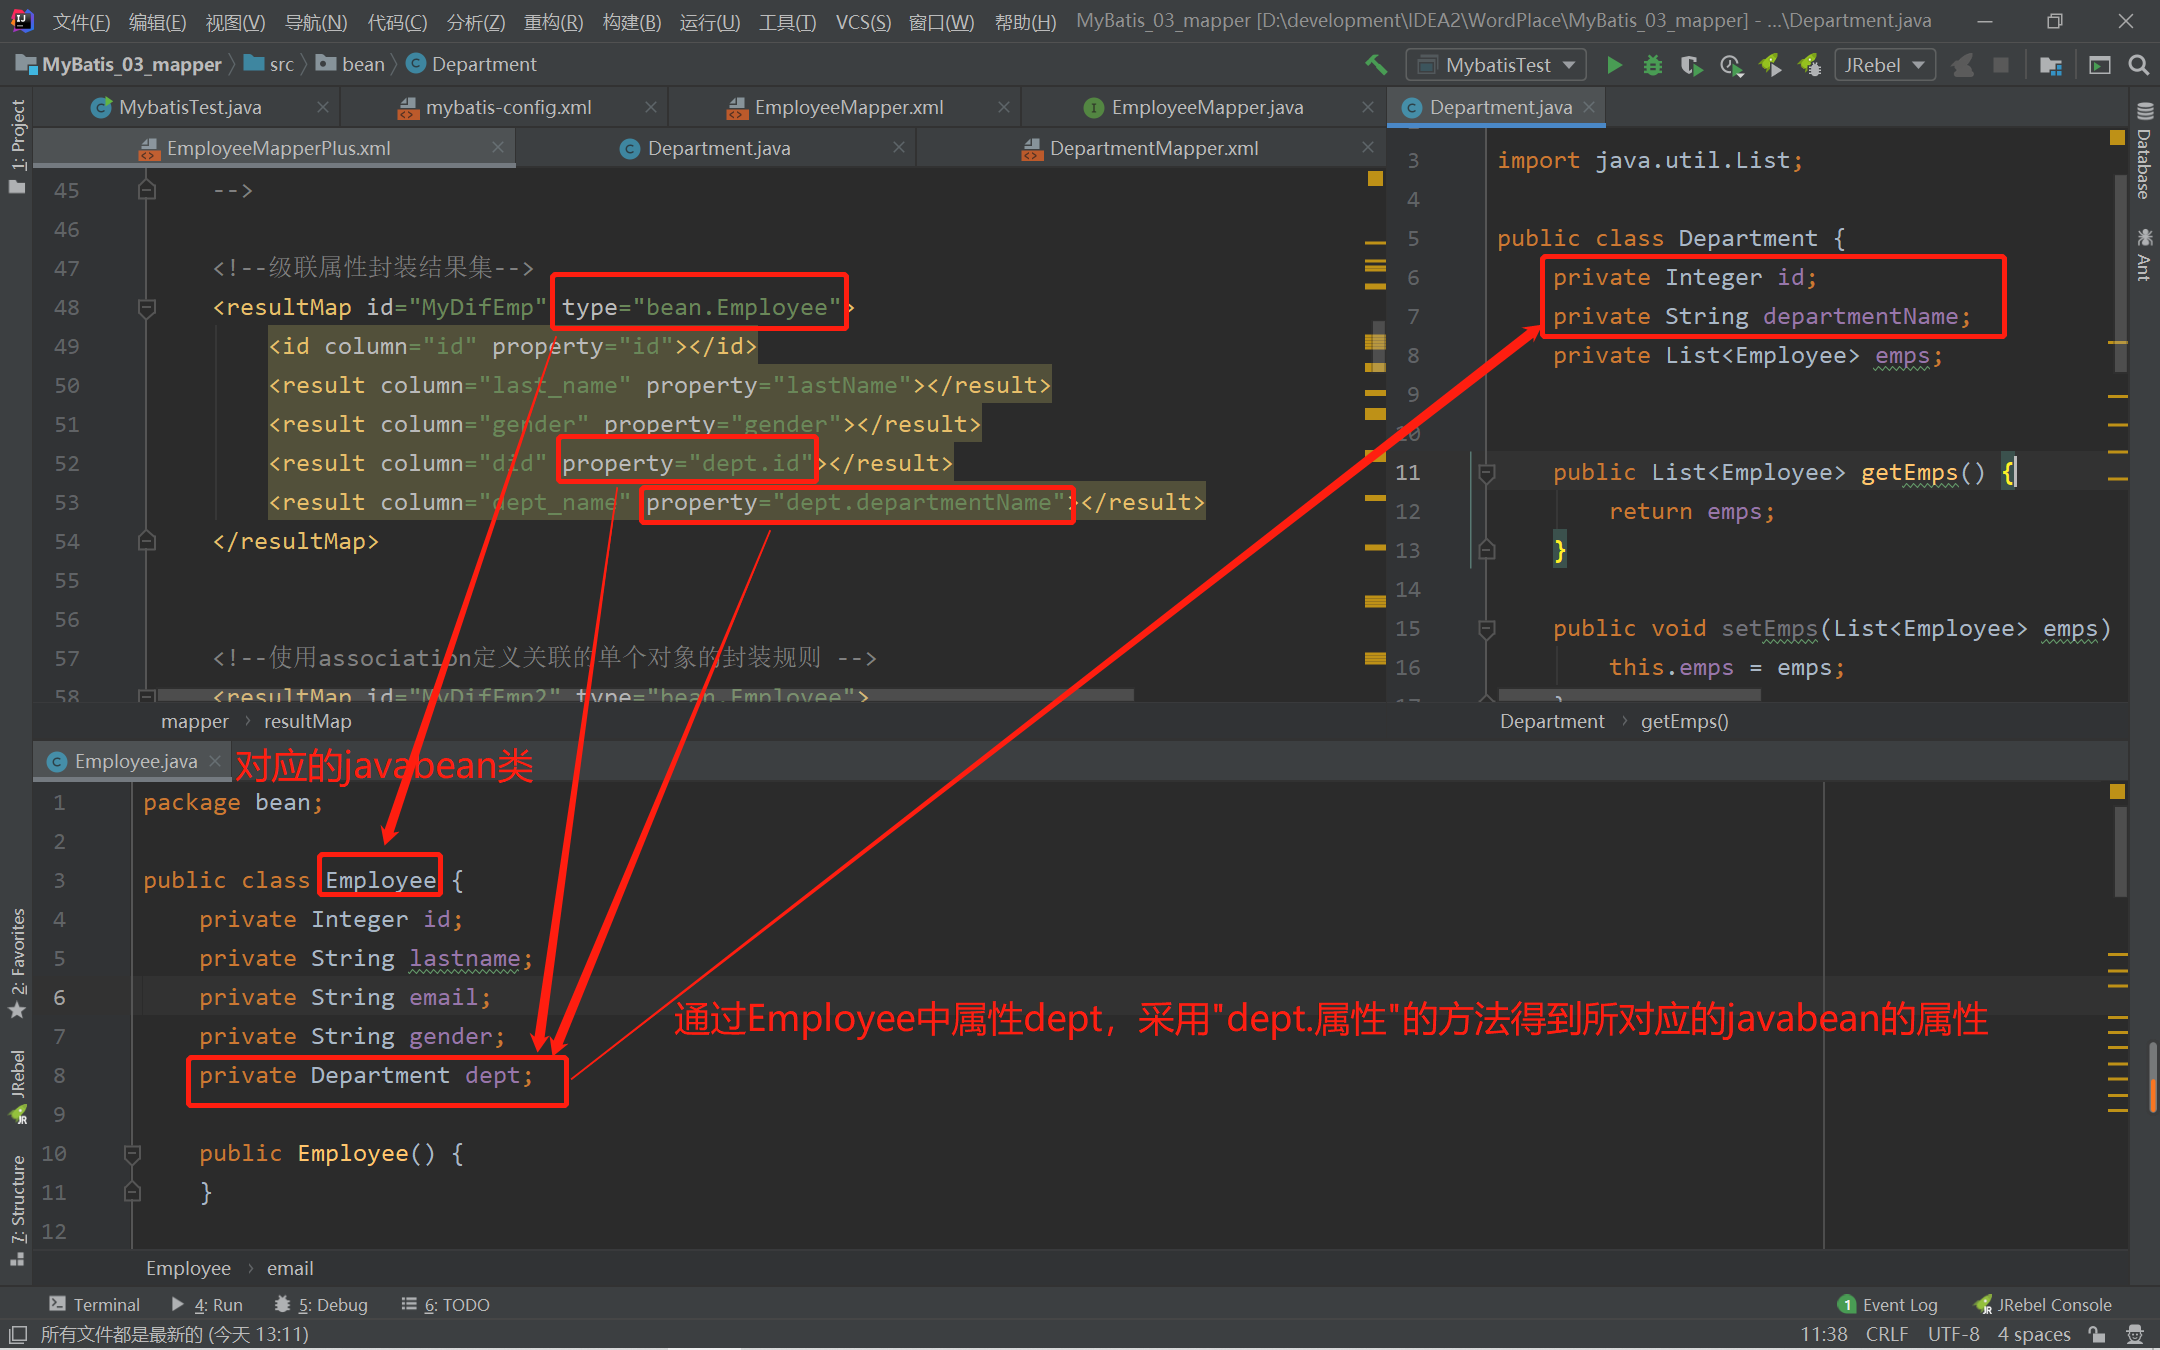 文件(F) 编辑(E) 视图(V) 导航(N) 代码(C) 分析(Z) 重构(R) 构建(B) 运行(U) 工具(T) VCS(S) 窗口(W) 帮助(H) MyBatis_03_mapper [D:\development\IDEA2\WordPlace\MyBatis_03_mapper] - ...\Department.java
MyBatis_03_mapper src bean Department MybatisTest JRebel
MybatisTest.java mybatis-config.xml EmployeeMapper.xml EmployeeMapper.java Department.java
EmployeeMapperPlus.xml Department.java DepartmentMapper.xml
1: Project
2: Favorites
JRebel
7: Structure
45 -->
46
47 <!--级联属性封装结果集-->
48 <resultMap id="MyDifEmp" type="bean.Employee">
49 <id column="id" property="id"></id>
50 <result column="last_name" property="lastName"></result>
51 <result column="gender" property="gender"></result>
52 <result column="did" property="dept.id"></result>
53 <result column="dept_name" property="dept.departmentName"></result>
54 </resultMap>
55
56
57 <!--使用association定义关联的单个对象的封装规则 -->
58 <resultMap id="MyDifEmp2" type="bean.Employee">
mapper resultMap
3 import java.util.List;
4
5 public class Department {
6 private Integer id;
7 private String departmentName;
8 private List<Employee> emps;
9
10
11 public List<Employee> getEmps() {
12 return emps;
13 }
14
15 public void setEmps(List<Employee> emps)
16 this.emps = emps;
17 }
Department getEmps()
Database
Ant
Employee.java 对应的javabean类
1 package bean;
2
3 public class Employee {
4 private Integer id;
5 private String lastname;
6 private String email;
7 private String gender;
8 private Department dept;
9
10 public Employee() {
11 }
12
通过Employee中属性dept，采用"dept.属性"的方法得到所对应的javabean的属性
Employee email
Terminal 4: Run 5: Debug 6: TODO 1 Event Log JRebel Console
所有文件都是最新的 (今天 13:11) 11:38 CRLF UTF-8 4 spaces